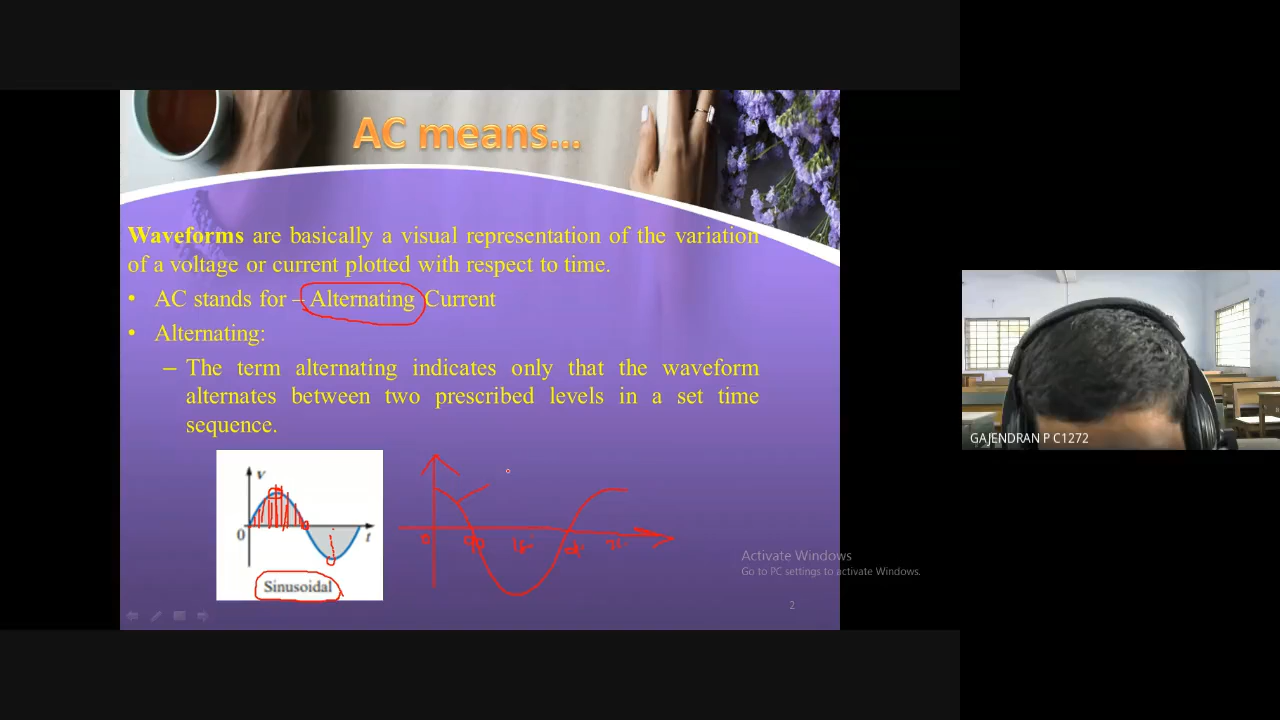 AC means...
Waveforms are basically a visual representation of the variation
of a voltage or current plotted with respect to time.
• AC stands for – Alternating Current
• Alternating:
– The term alternating indicates only that the waveform
alternates between two prescribed levels in a set time
sequence.
v
0
t
Sinusoidal
0
Activate Windows
Go to PC settings to activate Windows.
2
GAJENDRAN P C1272